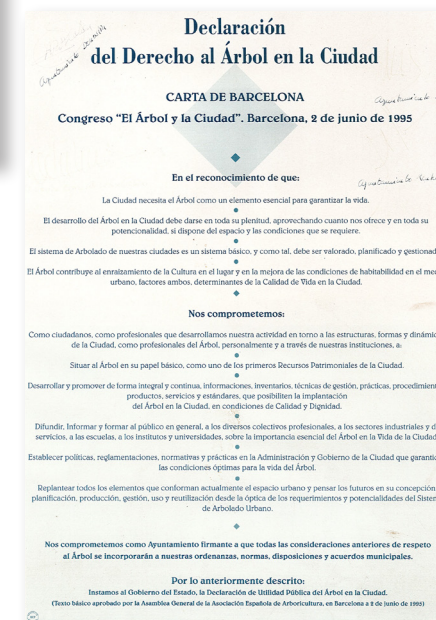 Declaración
del Derecho al Árbol en la Ciudad
CARTA DE BARCELONA
Congreso “El Árbol y la Ciudad”. Barcelona, 2 de junio de 1995
En el reconocimiento de que:
La Ciudad necesita el Árbol como un elemento esencial para garantizar la vida.
El desarrollo del Árbol en la Ciudad debe darse en toda su plenitud, aprovechando cuanto nos ofrece y en toda su
potencialidad, si dispone del espacio y las condiciones que se requiere.
El sistema de Arbolado de nuestras ciudades es un sistema básico, y como tal, debe ser valorado, planificado y gestionad
El Árbol contribuye al enraizamiento de la Cultura en el lugar y en la mejora de las condiciones de habitabilidad en el me
urbano, factores ambos, determinantes de la Calidad de Vida en la Ciudad.
Nos comprometemos:
Como ciudadanos, como profesionales que desarrollamos nuestra actividad en torno a las estructuras, formas y dinámic
de la Ciudad, como profesionales del Árbol, personalmente y a través de nuestras instituciones, a:
Situar al Árbol en su papel básico, como uno de los primeros Recursos Patrimoniales de la Ciudad.
Desarrollar y promover de forma integral y continua, informaciones, inventarios, técnicas de gestión, prácticas, procedimient
productos, servicios y estándares, que posibiliten la implantación
del Árbol en la Ciudad, en condiciones de Calidad y Dignidad.
Difundir, Informar y formar al público en general, a los diversos colectivos profesionales, a los sectores industriales y d
servicios, a las escuelas, a los institutos y universidades, sobre la importancia esencial del Árbol en la Vida de la Ciudad
Establecer políticas, reglamentaciones, normativas y prácticas en la Administración y Gobierno de la Ciudad que garantic
las condiciones óptimas para la vida del Árbol.
Replantear todos los elementos que conforman actualmente el espacio urbano y pensar los futuros en su concepción
planificación, producción, gestión, uso y reutilización desde la óptica de los requerimientos y potencialidades del Sistem
de Arbolado Urbano.
Nos comprometemos como Ayuntamiento firmante a que todas las consideraciones anteriores de respeto
al Árbol se incorporarán a nuestras ordenanzas, normas, disposiciones y acuerdos municipales.
Por lo anteriormente descrito:
Instamos al Gobierno del Estado, la Declaración de Utilidad Pública del Árbol en la Ciudad.
(Texto básico aprobado por la Asamblea General de la Asociación Española de Arboricultura, en Barcelona a 2 de junio de 1995)